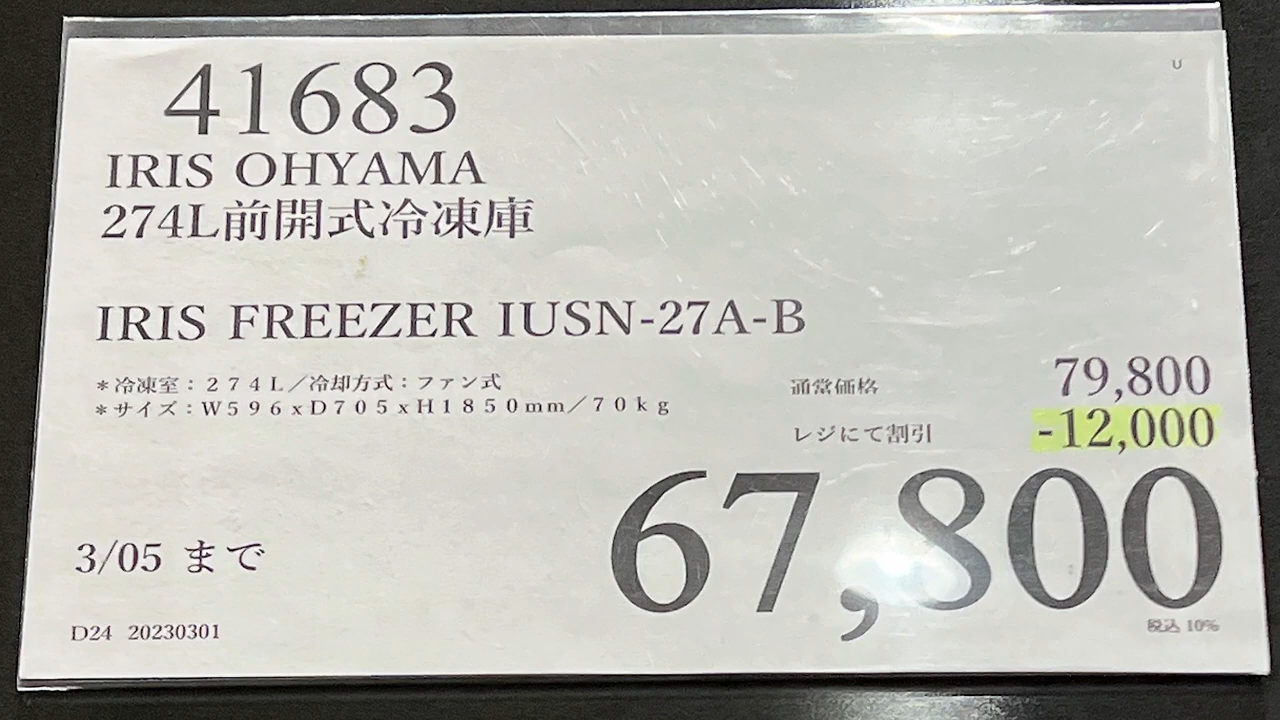 U
41683
IRIS OHYAMA
274L前開式冷凍庫
IRIS FREEZER IUSN-27A-B
＊冷凍室：２７４Ｌ／冷却方式：ファン式
＊サイズ：Ｗ５９６ｘＤ７０５ｘＨ１８５０ｍｍ／７０ｋｇ
通常価格 79,800
レジにて割引 -12,000
67,800
税込 10%
3/05 まで
D24 20230301